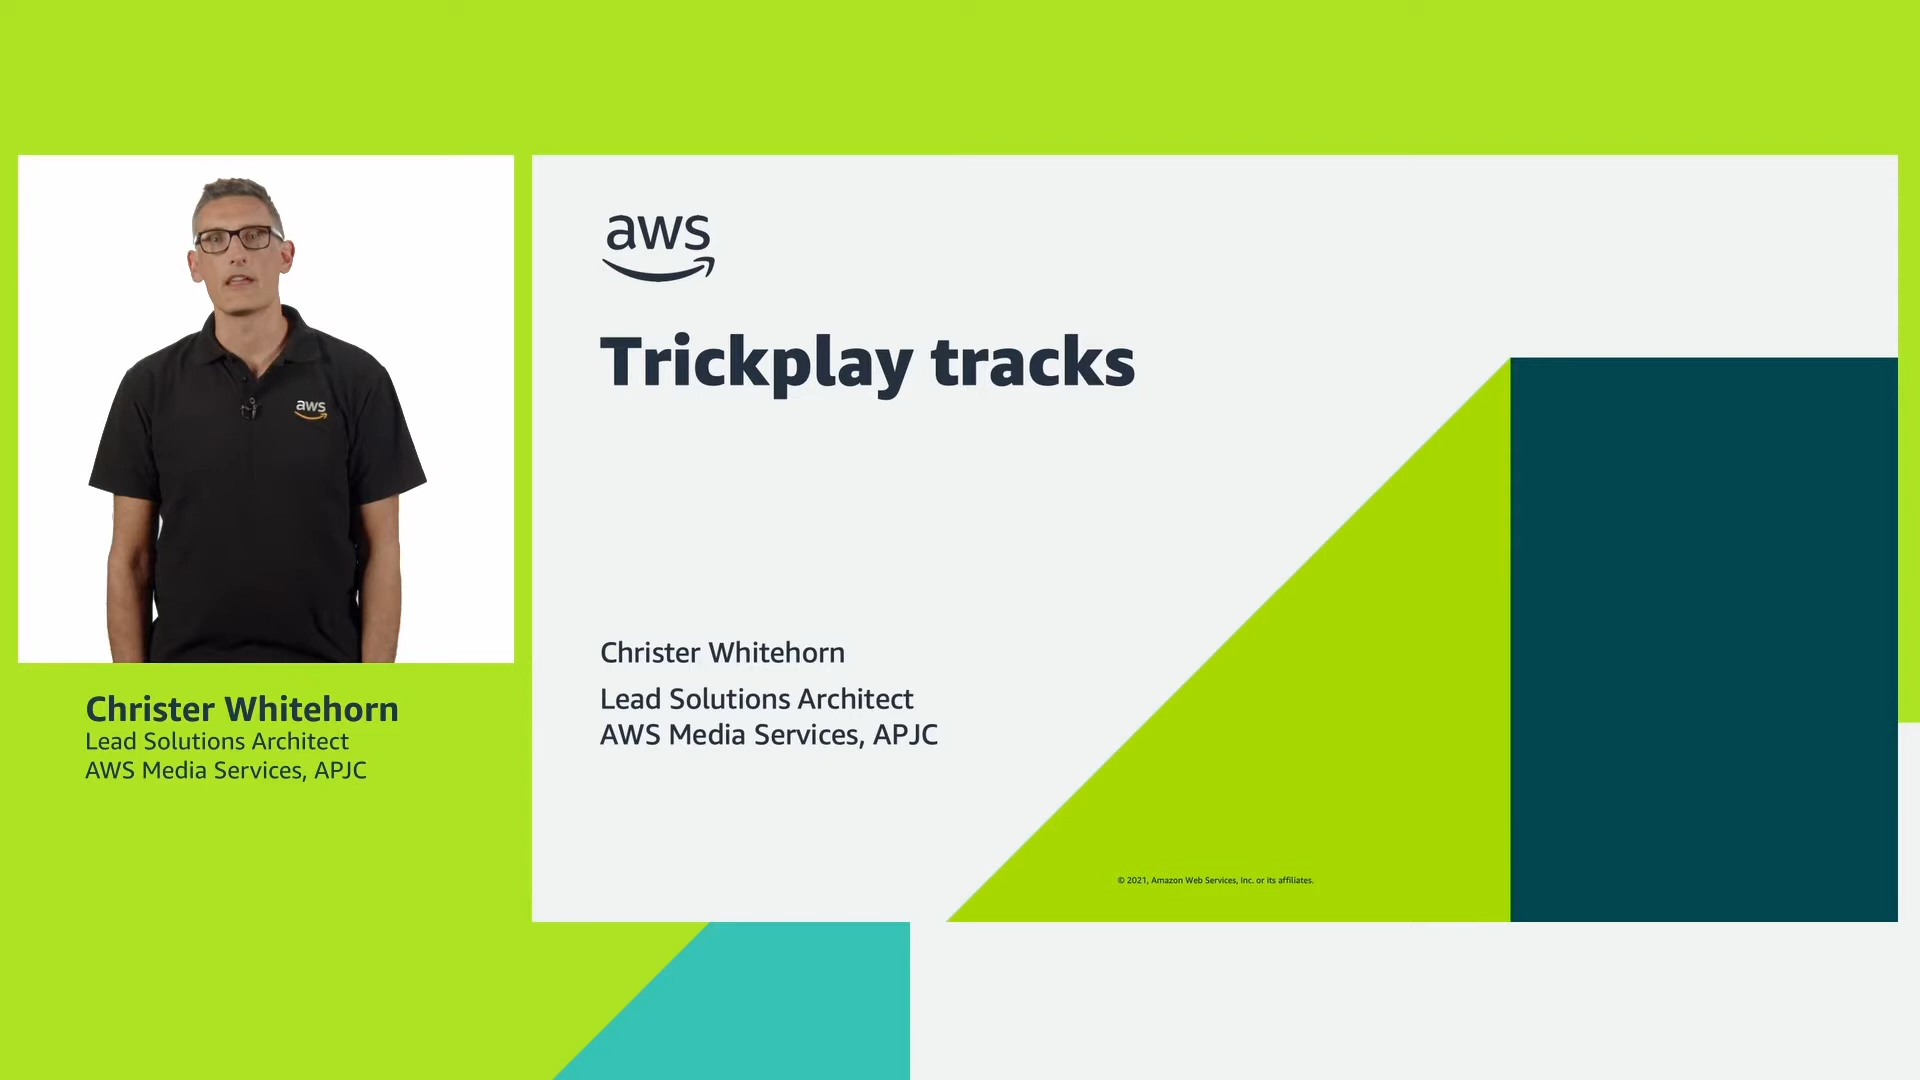 aws
Christer Whitehorn
Lead Solutions Architect
AWS Media Services, APJC
aws
Trickplay tracks
Christer Whitehorn
Lead Solutions Architect
AWS Media Services, APJC
© 2021, Amazon Web Services, Inc. or its affiliates.